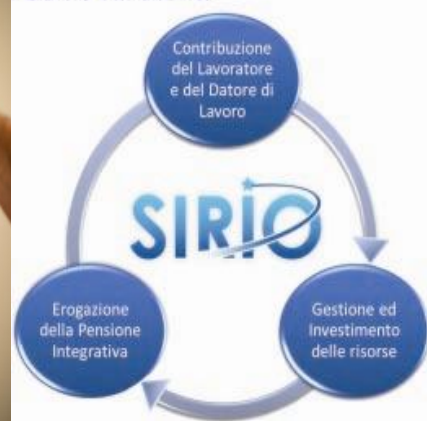 Contribuzione
del Lavoratore
e del Datore di
Lavoro
SIRIO
Gestione ed
Investimento
delle risorse
Erogazione
della Pensione
Integrativa